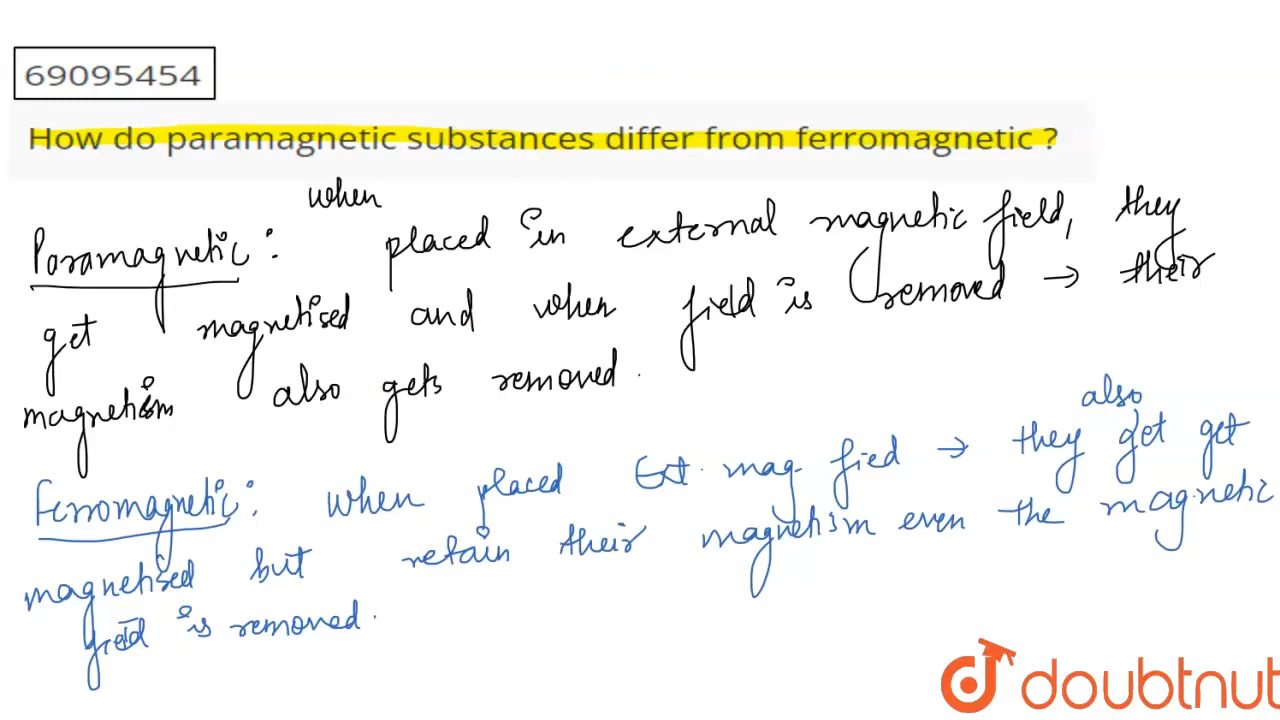 69095454
How do paramagnetic substances differ from ferromagnetic ?
Paramagnetic : when placed in external magnetic field, they
get magnetised and when field is removed → their
magnetism also gets removed.
Ferromagnetic : when placed Ext. mag. fied → they also get get
magnetised but retain their magnetism even the magnetic
field is removed.
doubtnut